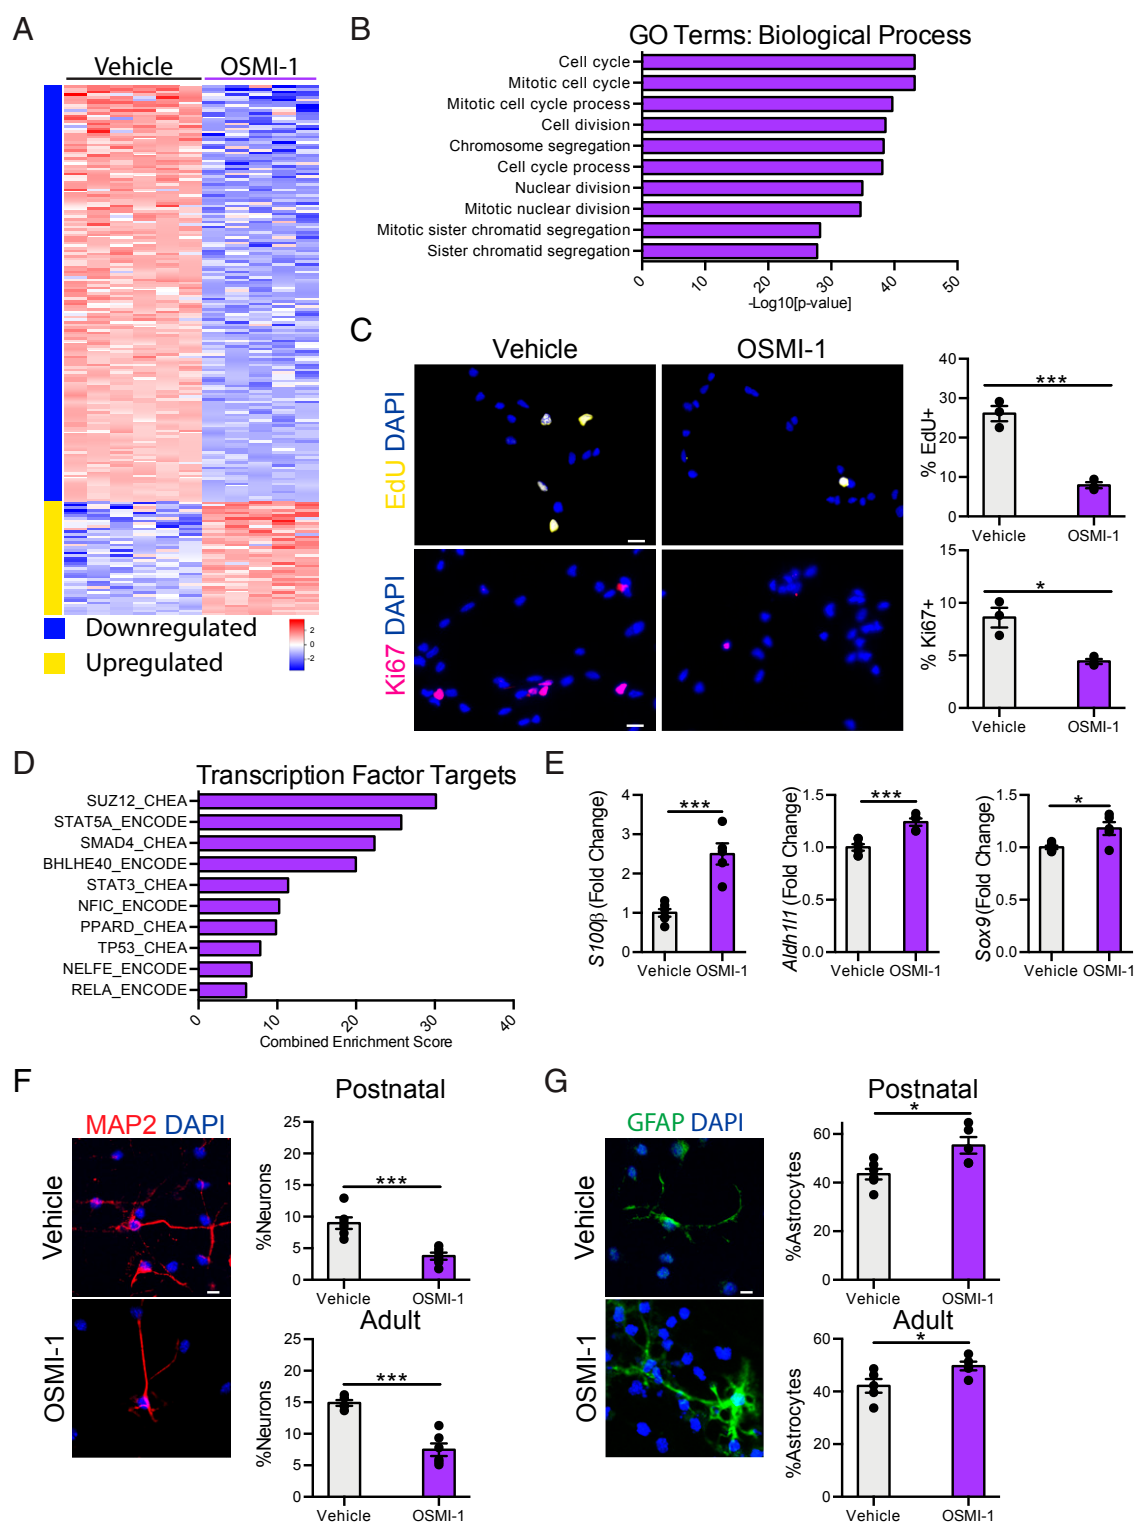 A
Vehicle OSMI-1
Downregulated
Upregulated
2
0
-2
B
GO Terms: Biological Process
Cell cycle
Mitotic cell cycle
Mitotic cell cycle process
Cell division
Chromosome segregation
Cell cycle process
Nuclear division
Mitotic nuclear division
Mitotic sister chromatid segregation
Sister chromatid segregation
0 10 20 30 40 50
-Log10[p-value]
C
Vehicle OSMI-1
EdU DAPI
Ki67 DAPI
% EdU+
40
30
20
10
0
***
Vehicle OSMI-1
% Ki67+
15
10
5
0
*
Vehicle OSMI-1
D
Transcription Factor Targets
SUZ12_CHEA
STAT5A_ENCODE
SMAD4_CHEA
BHLHE40_ENCODE
STAT3_CHEA
NFIC_ENCODE
PPARD_CHEA
TP53_CHEA
NELFE_ENCODE
RELA_ENCODE
0 10 20 30 40
Combined Enrichment Score
E
S100β (Fold Change)
4
3
2
1
0
***
Vehicle OSMI-1
Aldh1l1 (Fold Change)
1.5
1.0
0.5
0.0
***
Vehicle OSMI-1
Sox9 (Fold Change)
1.5
1.0
0.5
0.0
*
Vehicle OSMI-1
F
MAP2 DAPI
Vehicle
OSMI-1
Postnatal
%Neurons
25
20
15
10
5
0
***
Vehicle OSMI-1
Adult
%Neurons
25
20
15
10
5
0
***
Vehicle OSMI-1
G
GFAP DAPI
Vehicle
OSMI-1
Postnatal
%Astrocytes
60
40
20
0
*
Vehicle OSMI-1
Adult
%Astrocytes
60
40
20
0
*
Vehicle OSMI-1